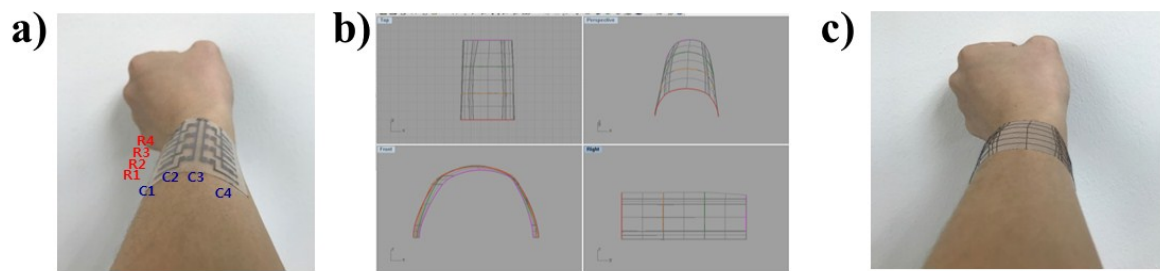 a)
R4
R3
R2
R1
C1
C2
C3
C4
b)
Top
Perspective
Front
Right
c)